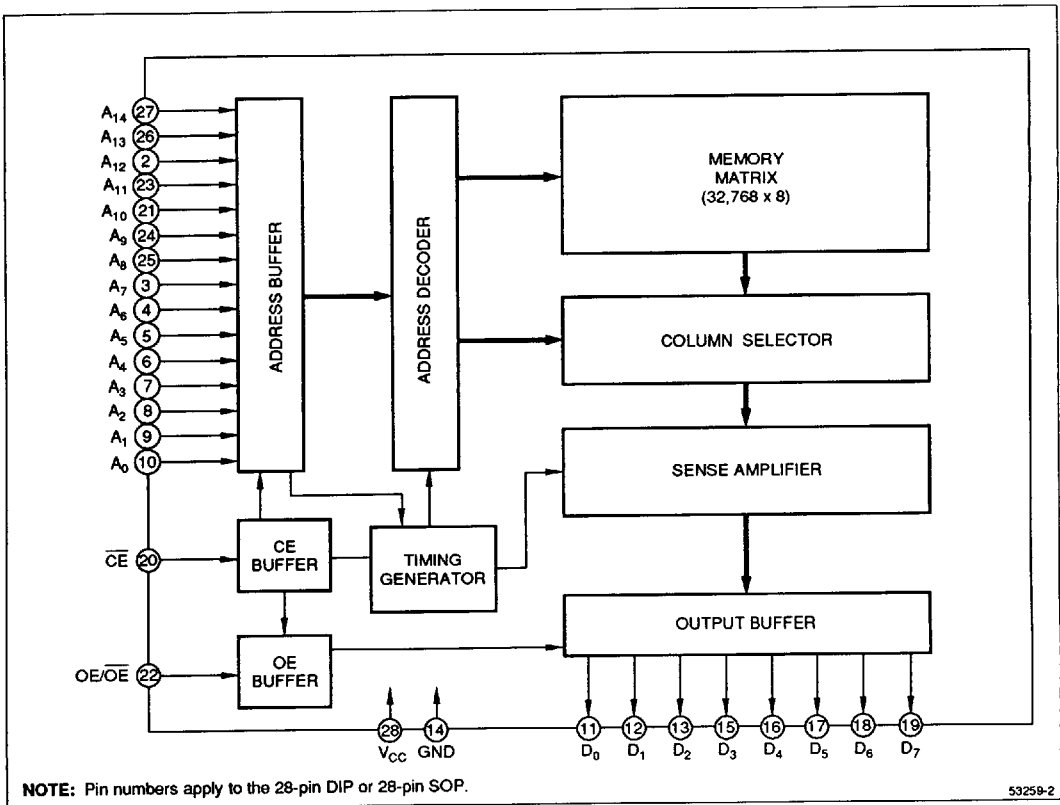 A14 27
A13 26
A12 2
A11 23
A10 21
A9 24
A8 25
A7 3
A6 4
A5 5
A4 6
A3 7
A2 8
A1 9
A0 10
C̅E̅ 20
OE/O̅E̅ 22
ADDRESS BUFFER
ADDRESS DECODER
MEMORY
MATRIX
(32,768 x 8)
COLUMN SELECTOR
SENSE AMPLIFIER
CE
BUFFER
TIMING
GENERATOR
OUTPUT BUFFER
OE
BUFFER
28 14 11 12 13 15 16 17 18 19
VCC GND D0 D1 D2 D3 D4 D5 D6 D7
NOTE: Pin numbers apply to the 28-pin DIP or 28-pin SOP.
53259-2